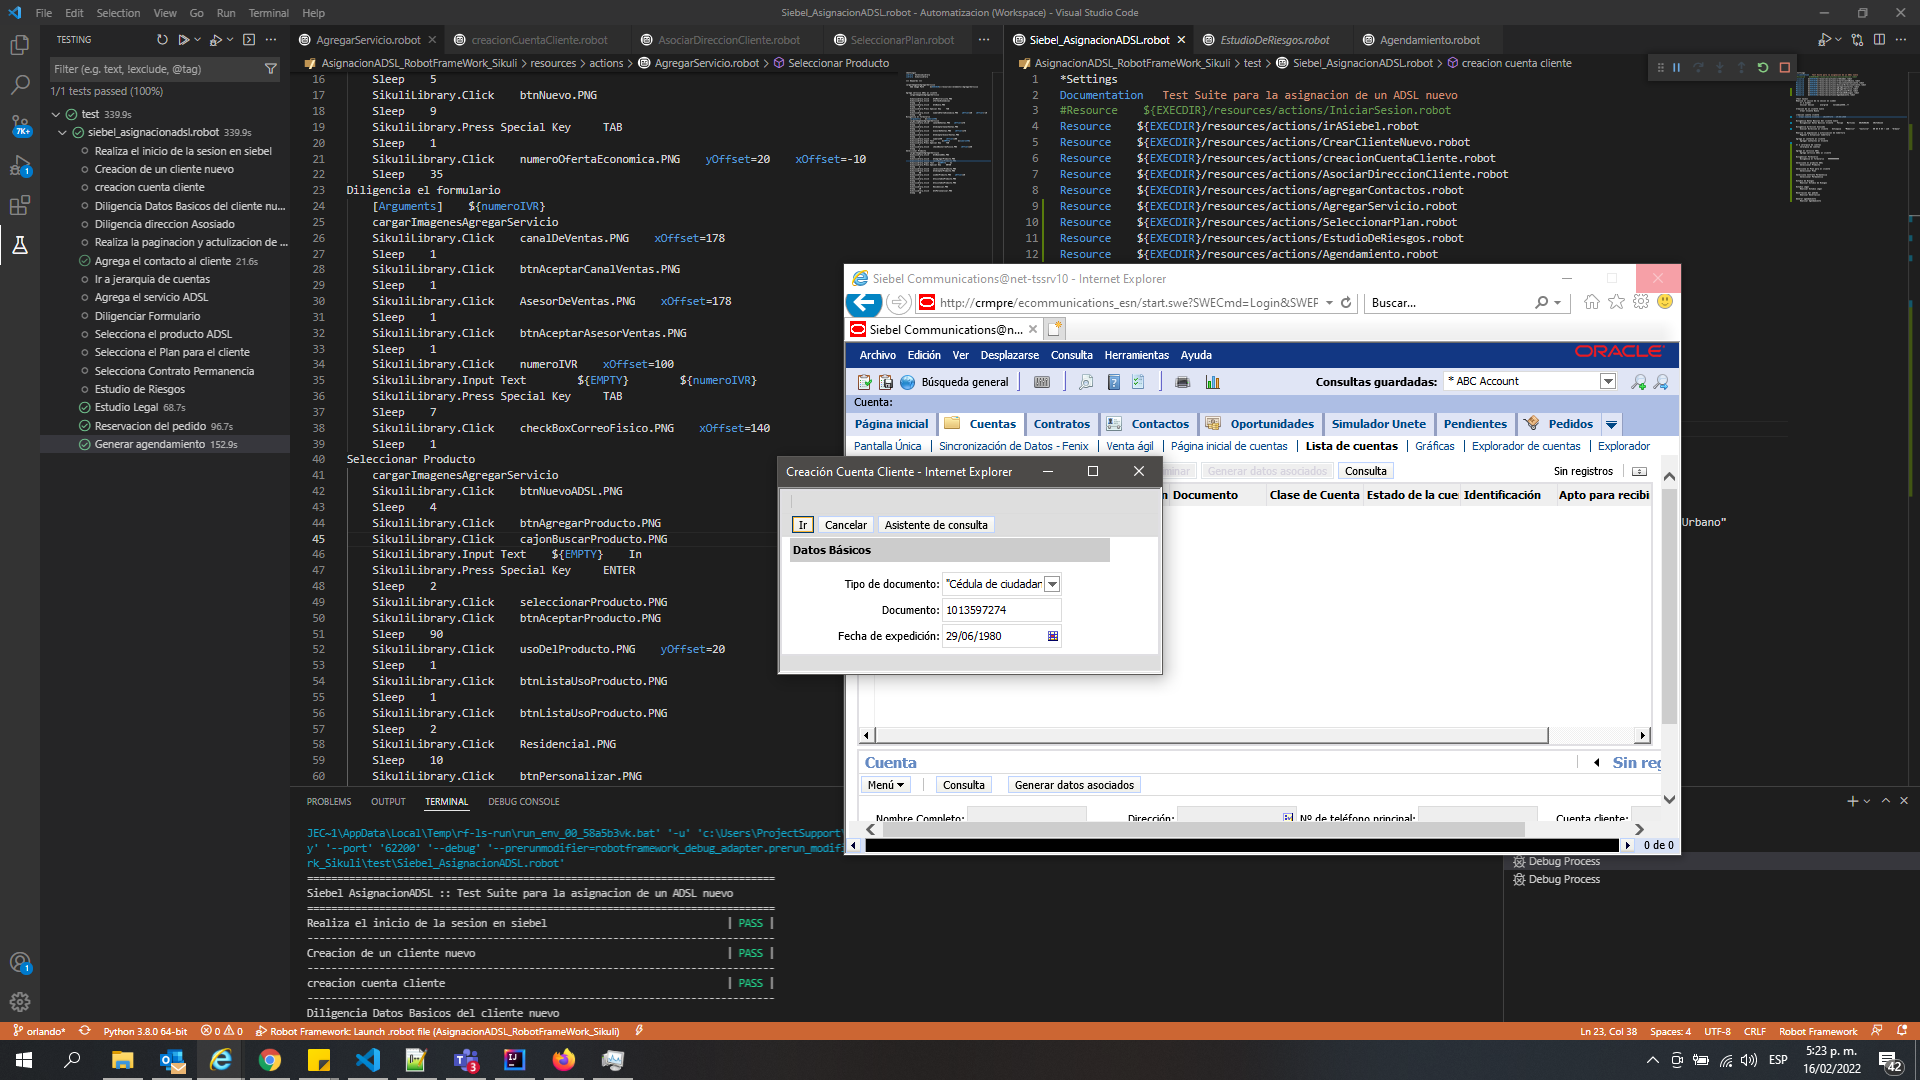 File Edit Selection View Go Run Terminal Help
Siebel_AsignacionADSL.robot - Automatizacion (Workspace) - Visual Studio Code
TESTING
Filter (e.g. text, !exclude, @tag)
1/1 tests passed (100%)
test 339.9s
siebel_asignacionadsl.robot 339.9s
Realiza el inicio de la sesion en siebel
Creacion de un cliente nuevo
creacion cuenta cliente
Diligencia Datos Basicos del cliente nu...
Diligencia direccion Asosiado
Realiza la paginacion y actulizacion de ...
Agrega el contacto al cliente 21.6s
Ir a jerarquia de cuentas
Agrega el servicio ADSL
Diligenciar Formulario
Selecciona el producto ADSL
Selecciona el Plan para el cliente
Selecciona Contrato Permanencia
Estudio de Riesgos
Estudio Legal 68.7s
Reservacion del pedido 96.7s
Generar agendamiento 152.9s
7K+
1
AgregarServicio.robot
creacionCuentaCliente.robot
AsociarDireccionCliente.robot
SeleccionarPlan.robot
AsignacionADSL_RobotFrameWork_Sikuli > resources > actions > AgregarServicio.robot > Seleccionar Producto
16 Sleep 5
17 SikuliLibrary.Click btnNuevo.PNG
18 Sleep 9
19 SikuliLibrary.Press Special Key TAB
20 Sleep 1
21 SikuliLibrary.Click numeroOfertaEconomica.PNG yOffset=20 xOffset=-10
22 Sleep 35
23 Diligencia el formulario
24 [Arguments] ${numeroIVR}
25 cargarImagenesAgregarServicio
26 SikuliLibrary.Click canalDeVentas.PNG xOffset=178
27 Sleep 1
28 SikuliLibrary.Click btnAceptarCanalVentas.PNG
29 Sleep 1
30 SikuliLibrary.Click AsesorDeVentas.PNG xOffset=178
31 Sleep 1
32 SikuliLibrary.Click btnAceptarAsesorVentas.PNG
33 Sleep 1
34 SikuliLibrary.Click numeroIVR xOffset=100
35 SikuliLibrary.Input Text ${EMPTY} ${numeroIVR}
36 SikuliLibrary.Press Special Key TAB
37 Sleep 7
38 SikuliLibrary.Click checkBoxCorreoFisico.PNG xOffset=140
39 Sleep 1
40 Seleccionar Producto
41 cargarImagenesAgregarServicio
42 SikuliLibrary.Click btnNuevoADSL.PNG
43 Sleep 4
44 SikuliLibrary.Click btnAgregarProducto.PNG
45 SikuliLibrary.Click cajonBuscarProducto.PNG
46 SikuliLibrary.Input Text ${EMPTY} In
47 SikuliLibrary.Press Special Key ENTER
48 Sleep 2
49 SikuliLibrary.Click seleccionarProducto.PNG
50 SikuliLibrary.Click btnAceptarProducto.PNG
51 Sleep 90
52 SikuliLibrary.Click usoDelProducto.PNG yOffset=20
53 Sleep 1
54 SikuliLibrary.Click btnListaUsoProducto.PNG
55 Sleep 1
56 SikuliLibrary.Click btnListaUsoProducto.PNG
57 Sleep 2
58 SikuliLibrary.Click Residencial.PNG
59 Sleep 10
60 SikuliLibrary.Click btnPersonalizar.PNG
Siebel_AsignacionADSL.robot
EstudioDeRiesgos.robot
Agendamiento.robot
AsignacionADSL_RobotFrameWork_Sikuli > test > Siebel_AsignacionADSL.robot > creacion cuenta cliente
1 *Settings
2 Documentation Test Suite para la asignacion de un ADSL nuevo
3 #Resource ${EXECDIR}/resources/actions/IniciarSesion.robot
4 Resource ${EXECDIR}/resources/actions/irASiebel.robot
5 Resource ${EXECDIR}/resources/actions/CrearClienteNuevo.robot
6 Resource ${EXECDIR}/resources/actions/creacionCuentaCliente.robot
7 Resource ${EXECDIR}/resources/actions/AsociarDireccionCliente.robot
8 Resource ${EXECDIR}/resources/actions/agregarContactos.robot
9 Resource ${EXECDIR}/resources/actions/AgregarServicio.robot
10 Resource ${EXECDIR}/resources/actions/SeleccionarPlan.robot
11 Resource ${EXECDIR}/resources/actions/EstudioDeRiesgos.robot
12 Resource ${EXECDIR}/resources/actions/Agendamiento.robot
Urbano"
Siebel Communications@net-tssrv10 - Internet Explorer
http://crmpre/ecommunications_esn/start.swe?SWECmd=Login&SWEF
Buscar...
Siebel Communications@n...
Archivo Edición Ver Desplazarse Consulta Herramientas Ayuda
ORACLE
Búsqueda general
Consultas guardadas: * ABC Account
Cuenta:
Página inicial Cuentas Contratos Contactos Oportunidades Simulador Unete Pendientes Pedidos
Pantalla Única Sincronización de Datos - Fenix Venta ágil Página inicial de cuentas Lista de cuentas Gráficas Explorador de cuentas Explorador
Generar datos asociados Consulta Sin registros
Documento Clase de Cuenta Estado de la cue Identificación Apto para recibi
Creación Cuenta Cliente - Internet Explorer
Ir Cancelar Asistente de consulta
Datos Básicos
Tipo de documento: "Cédula de ciudadar
Documento: 1013597274
Fecha de expedición: 29/06/1980
Cuenta
Sin reg
Menú Consulta Generar datos asociados
Nombre Completo: Dirección: Nº de teléfono principal: Cuenta cliente:
0 de 0
PROBLEMS OUTPUT TERMINAL DEBUG CONSOLE
JEC~1\AppData\Local\Temp\rf-ls-run\run_env_00_58a5b3vk.bat' '-u' 'c:\Users\ProjectSupport\
y' '--port' '62200' '--debug' '--prerunmodifier=robotframework_debug_adapter.prerun_modifi
rk_Sikuli\test\Siebel_AsignacionADSL.robot'
==============================================================================
Siebel AsignacionADSL :: Test Suite para la asignacion de un ADSL nuevo
==============================================================================
Realiza el inicio de la sesion en siebel | PASS |
------------------------------------------------------------------------------
Creacion de un cliente nuevo | PASS |
------------------------------------------------------------------------------
creacion cuenta cliente | PASS |
------------------------------------------------------------------------------
Diligencia Datos Basicos del cliente nuevo
Debug Process
Debug Process
1
orlando* Python 3.8.0 64-bit 0 0 Robot Framework: Launch .robot file (AsignacionADSL_RobotFrameWork_Sikuli)
Ln 23, Col 38 Spaces: 4 UTF-8 CRLF Robot Framework
3
ESP
5:23 p. m.
16/02/2022
42